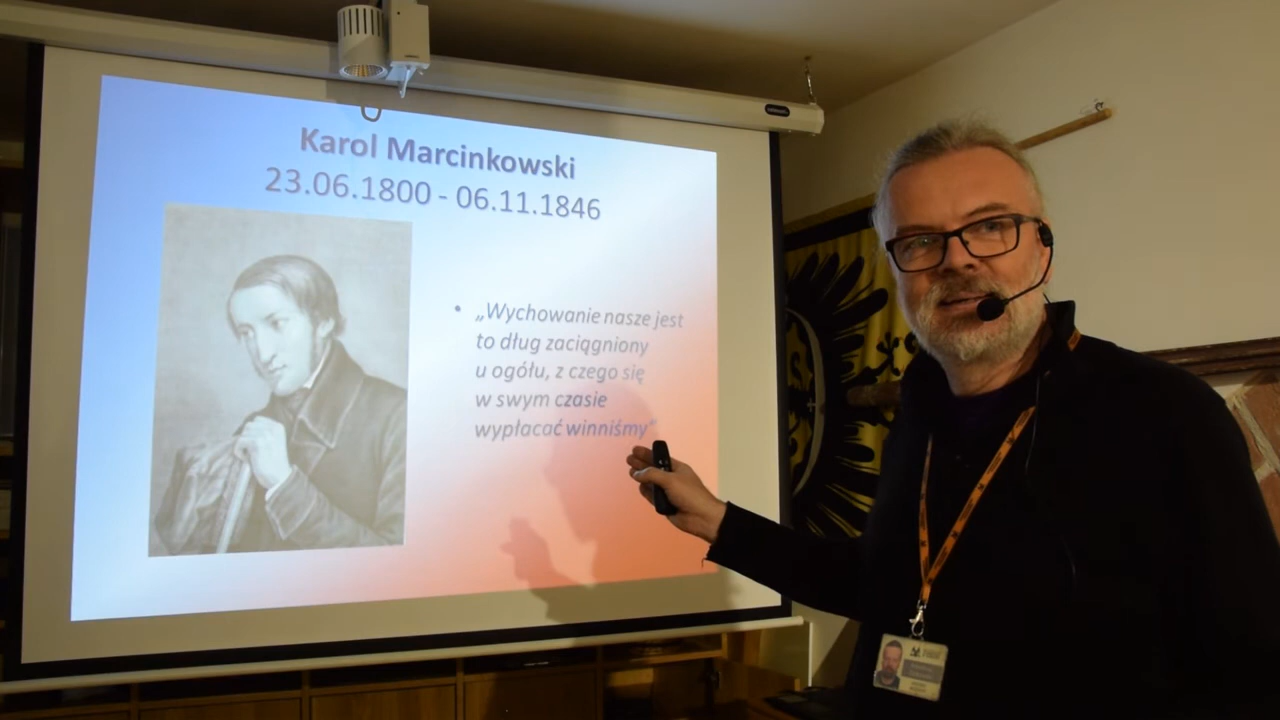 Karol Marcinkowski
23.06.1800 - 06.11.1846
• „Wychowanie nasze jest
to dług zaciągniony
u ogółu, z czego się
w swym czasie
wypłacać winniśmy”